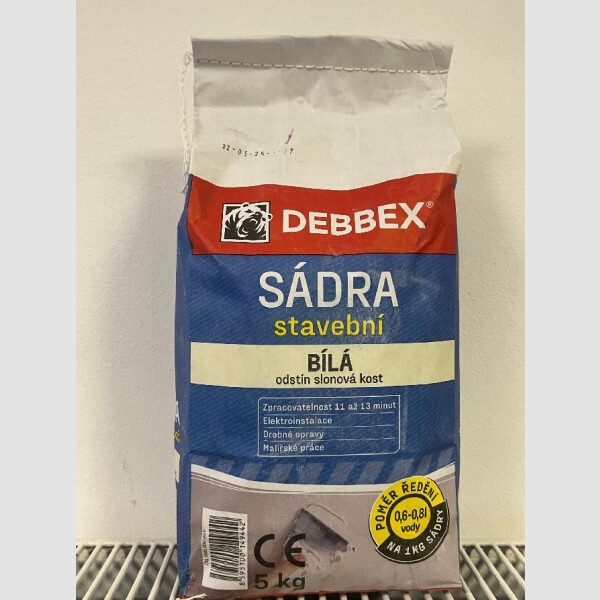 DEBBEX®
SÁDRA
stavební
BÍLÁ
odstín slonová kost
Zpracovatelnost 11 až 13 minut
Elektroinstalace
Drobné opravy
Malířské práce
POMĚR ŘEDĚNÍ
0,6-0,8l
vody
NA 1KG SÁDRY
CE
5 kg